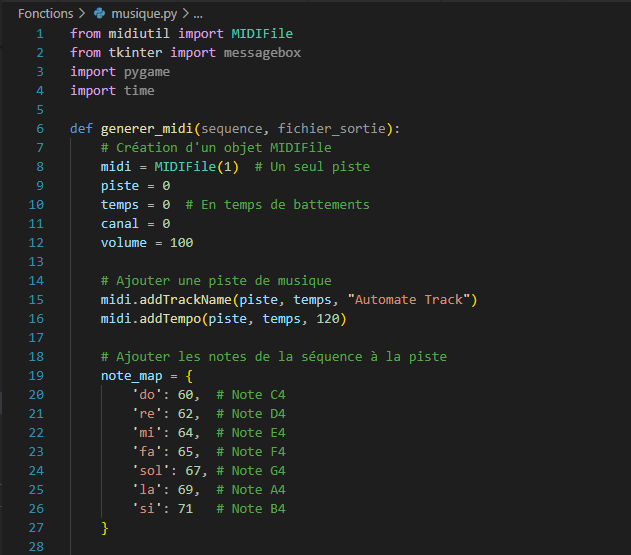 Fonctions > musique.py > ...
1 from midiutil import MIDIFile
2 from tkinter import messagebox
3 import pygame
4 import time
5
6 def generer_midi(sequence, fichier_sortie):
7 # Création d'un objet MIDIFile
8 midi = MIDIFile(1)  # Un seul piste
9 piste = 0
10 temps = 0  # En temps de battements
11 canal = 0
12 volume = 100
13
14 # Ajouter une piste de musique
15 midi.addTrackName(piste, temps, "Automate Track")
16 midi.addTempo(piste, temps, 120)
17
18 # Ajouter les notes de la séquence à la piste
19 note_map = {
20 'do': 60,  # Note C4
21 're': 62,  # Note D4
22 'mi': 64,  # Note E4
23 'fa': 65,  # Note F4
24 'sol': 67, # Note G4
25 'la': 69,  # Note A4
26 'si': 71   # Note B4
27 }
28